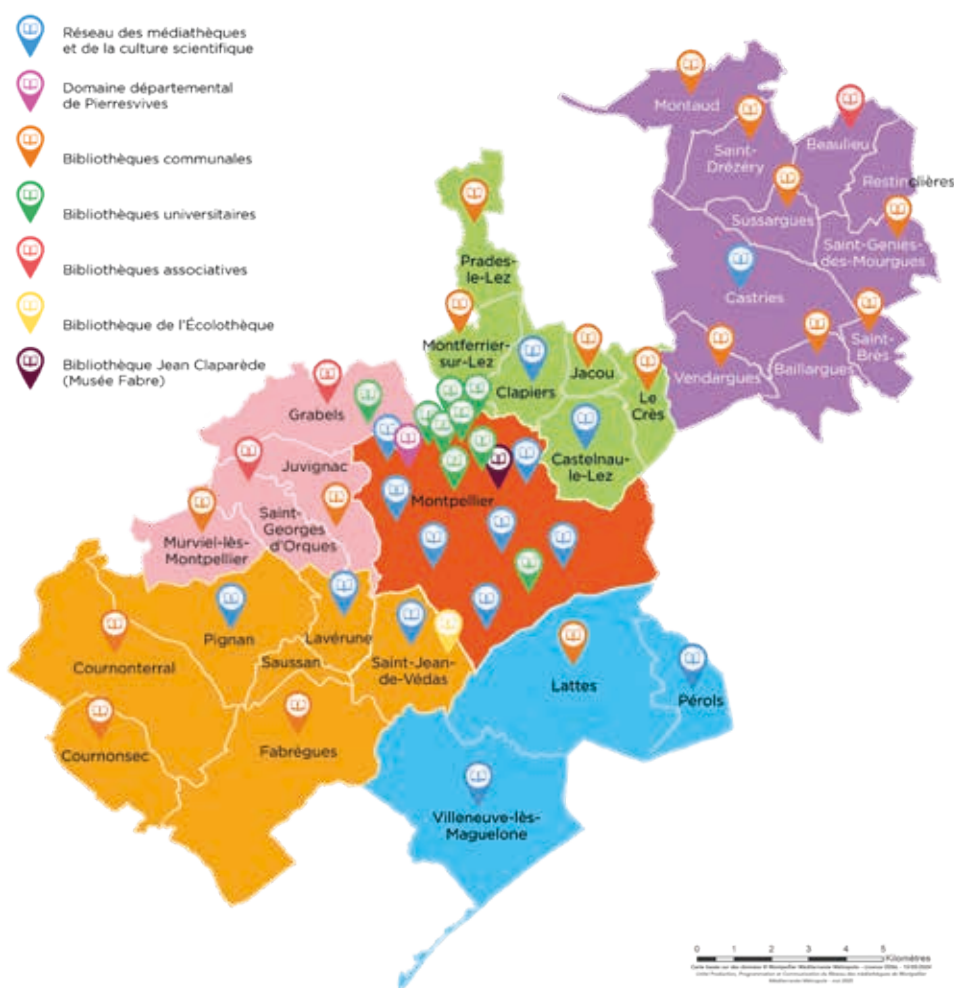 Réseau des médiathèques
et de la culture scientifique
Domaine départemental
de Pierresvives
Bibliothèques communales
Bibliothèques universitaires
Bibliothèques associatives
Bibliothèque de l'Écolothèque
Bibliothèque Jean Claparède
(Musée Fabre)
Montaud
Saint-
Drézéry
Beaulieu
Restinclières
Sussargues
Saint-Genies-
des-Mourgues
Castries
Saint-
Brès
Vendargues
Baillargues
Prades-
le-Lez
Montferrier-
sur-Lez
Clapiers
Jacou
Le
Crès
Castelnau-
le-Lez
Grabels
Juvignac
Saint-
Georges
d'Orques
Murviel-lès-
Montpellier
Montpellier
Pignan
Lavérune
Saussan
Saint-Jean-
de-Védas
Cournonterral
Cournonsec
Fabrègues
Lattes
Pérols
Villeneuve-lès-
Maguelone
0 1 2 3 4 5
Kilomètres